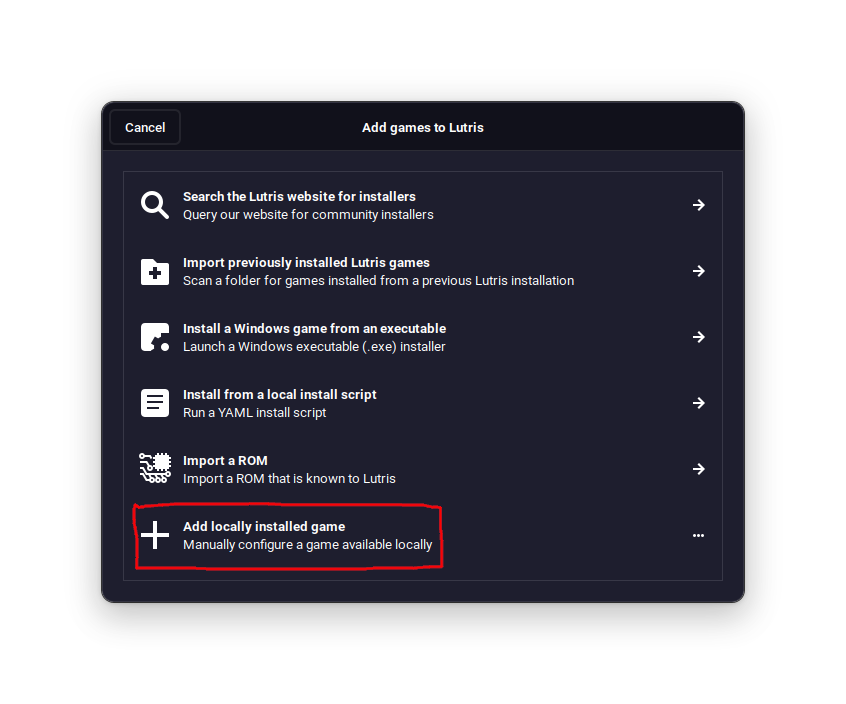 Cancel
Add games to Lutris
Search the Lutris website for installers
Query our website for community installers
Import previously installed Lutris games
Scan a folder for games installed from a previous Lutris installation
Install a Windows game from an executable
Launch a Windows executable (.exe) installer
Install from a local install script
Run a YAML install script
Import a ROM
Import a ROM that is known to Lutris
Add locally installed game
Manually configure a game available locally